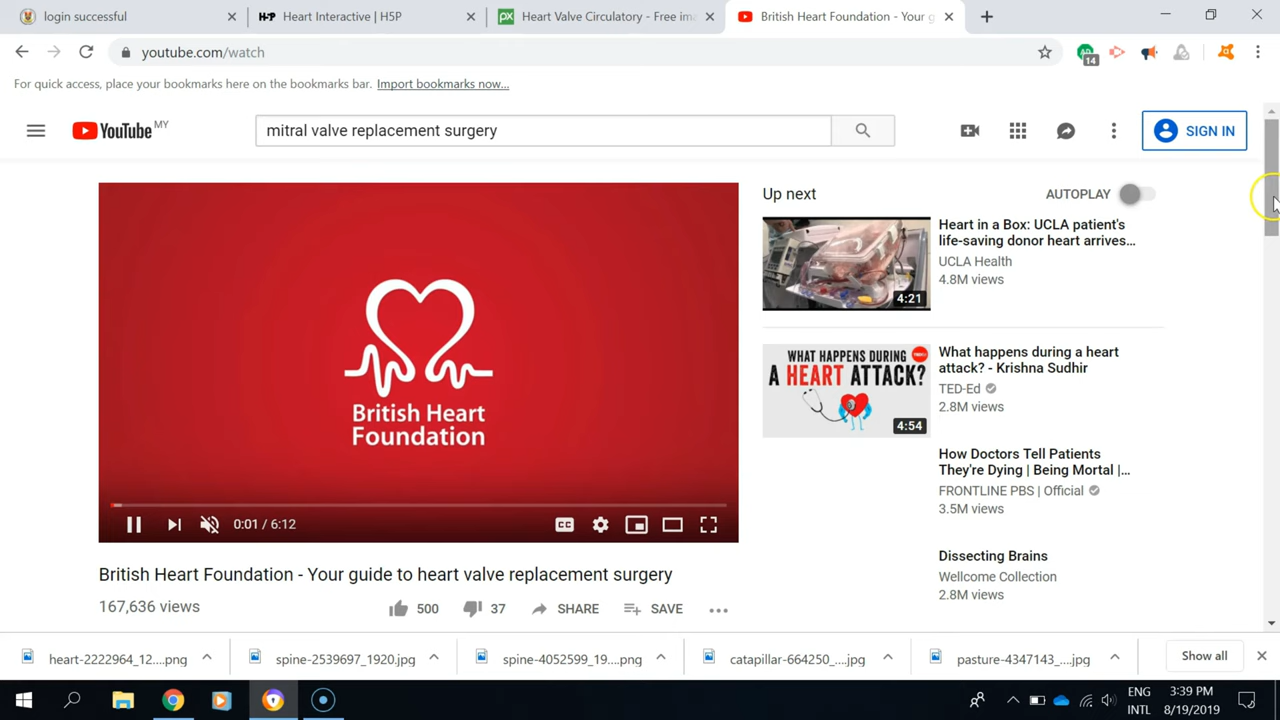 login successful
H-P Heart Interactive | H5P
px Heart Valve Circulatory - Free ima
British Heart Foundation - Your g
youtube.com/watch
14
For quick access, place your bookmarks here on the bookmarks bar. Import bookmarks now...
YouTube MY
mitral valve replacement surgery
SIGN IN
British Heart
Foundation
0:01 / 6:12
CC
British Heart Foundation - Your guide to heart valve replacement surgery
167,636 views
500
37
SHARE
SAVE
Up next
AUTOPLAY
4:21
Heart in a Box: UCLA patient's
life-saving donor heart arrives…
UCLA Health
4.8M views
WHAT HAPPENS DURING
A HEART ATTACK?
4:54
What happens during a heart
attack? - Krishna Sudhir
TED-Ed
2.8M views
How Doctors Tell Patients
They're Dying | Being Mortal |…
FRONTLINE PBS | Official
3.5M views
Dissecting Brains
Wellcome Collection
2.8M views
heart-2222964_12....png
spine-2539697_1920.jpg
spine-4052599_19....png
catapillar-664250_....jpg
pasture-4347143_....jpg
Show all
ENG
INTL
3:39 PM
8/19/2019